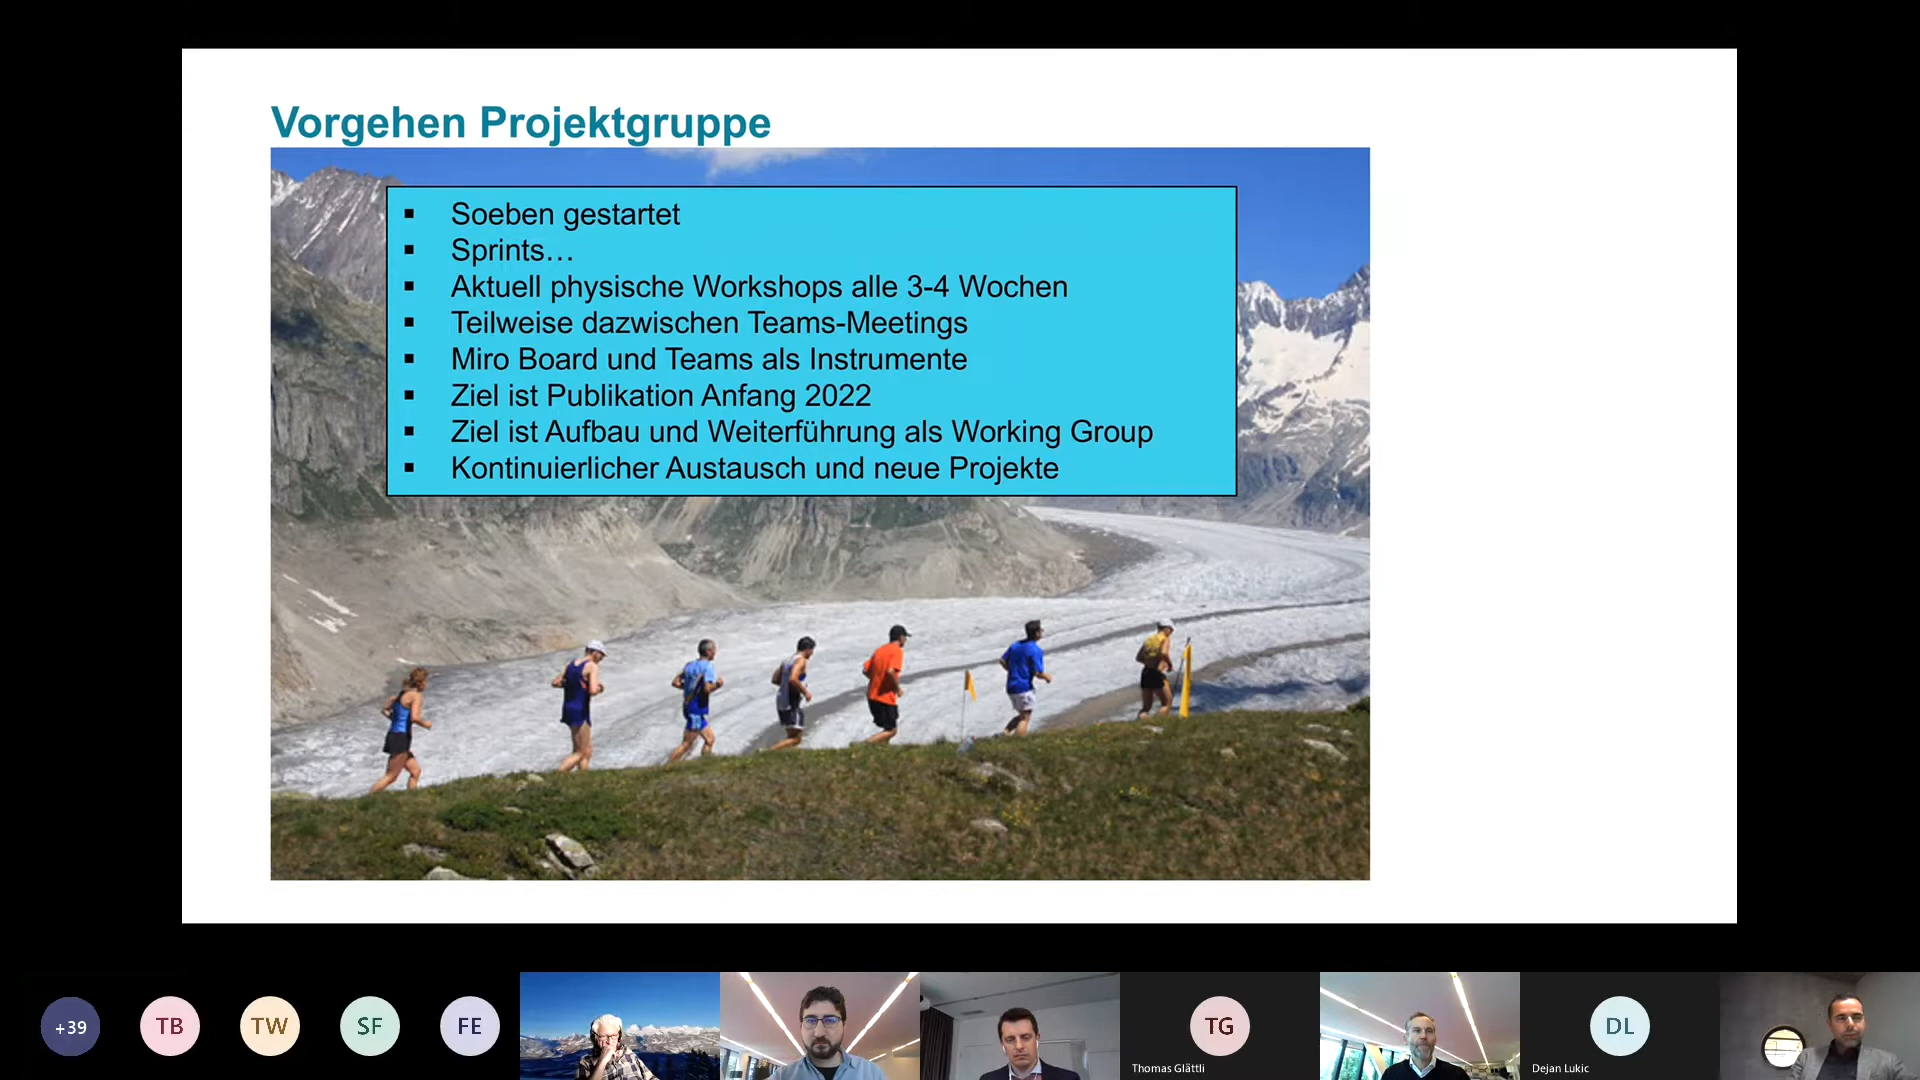 Vorgehen Projektgruppe
▪ Soeben gestartet
▪ Sprints…
▪ Aktuell physische Workshops alle 3-4 Wochen
▪ Teilweise dazwischen Teams-Meetings
▪ Miro Board und Teams als Instrumente
▪ Ziel ist Publikation Anfang 2022
▪ Ziel ist Aufbau und Weiterführung als Working Group
▪ Kontinuierlicher Austausch und neue Projekte
+39
TB
TW
SF
FE
TG
Thomas Glättli
DL
Dejan Lukic